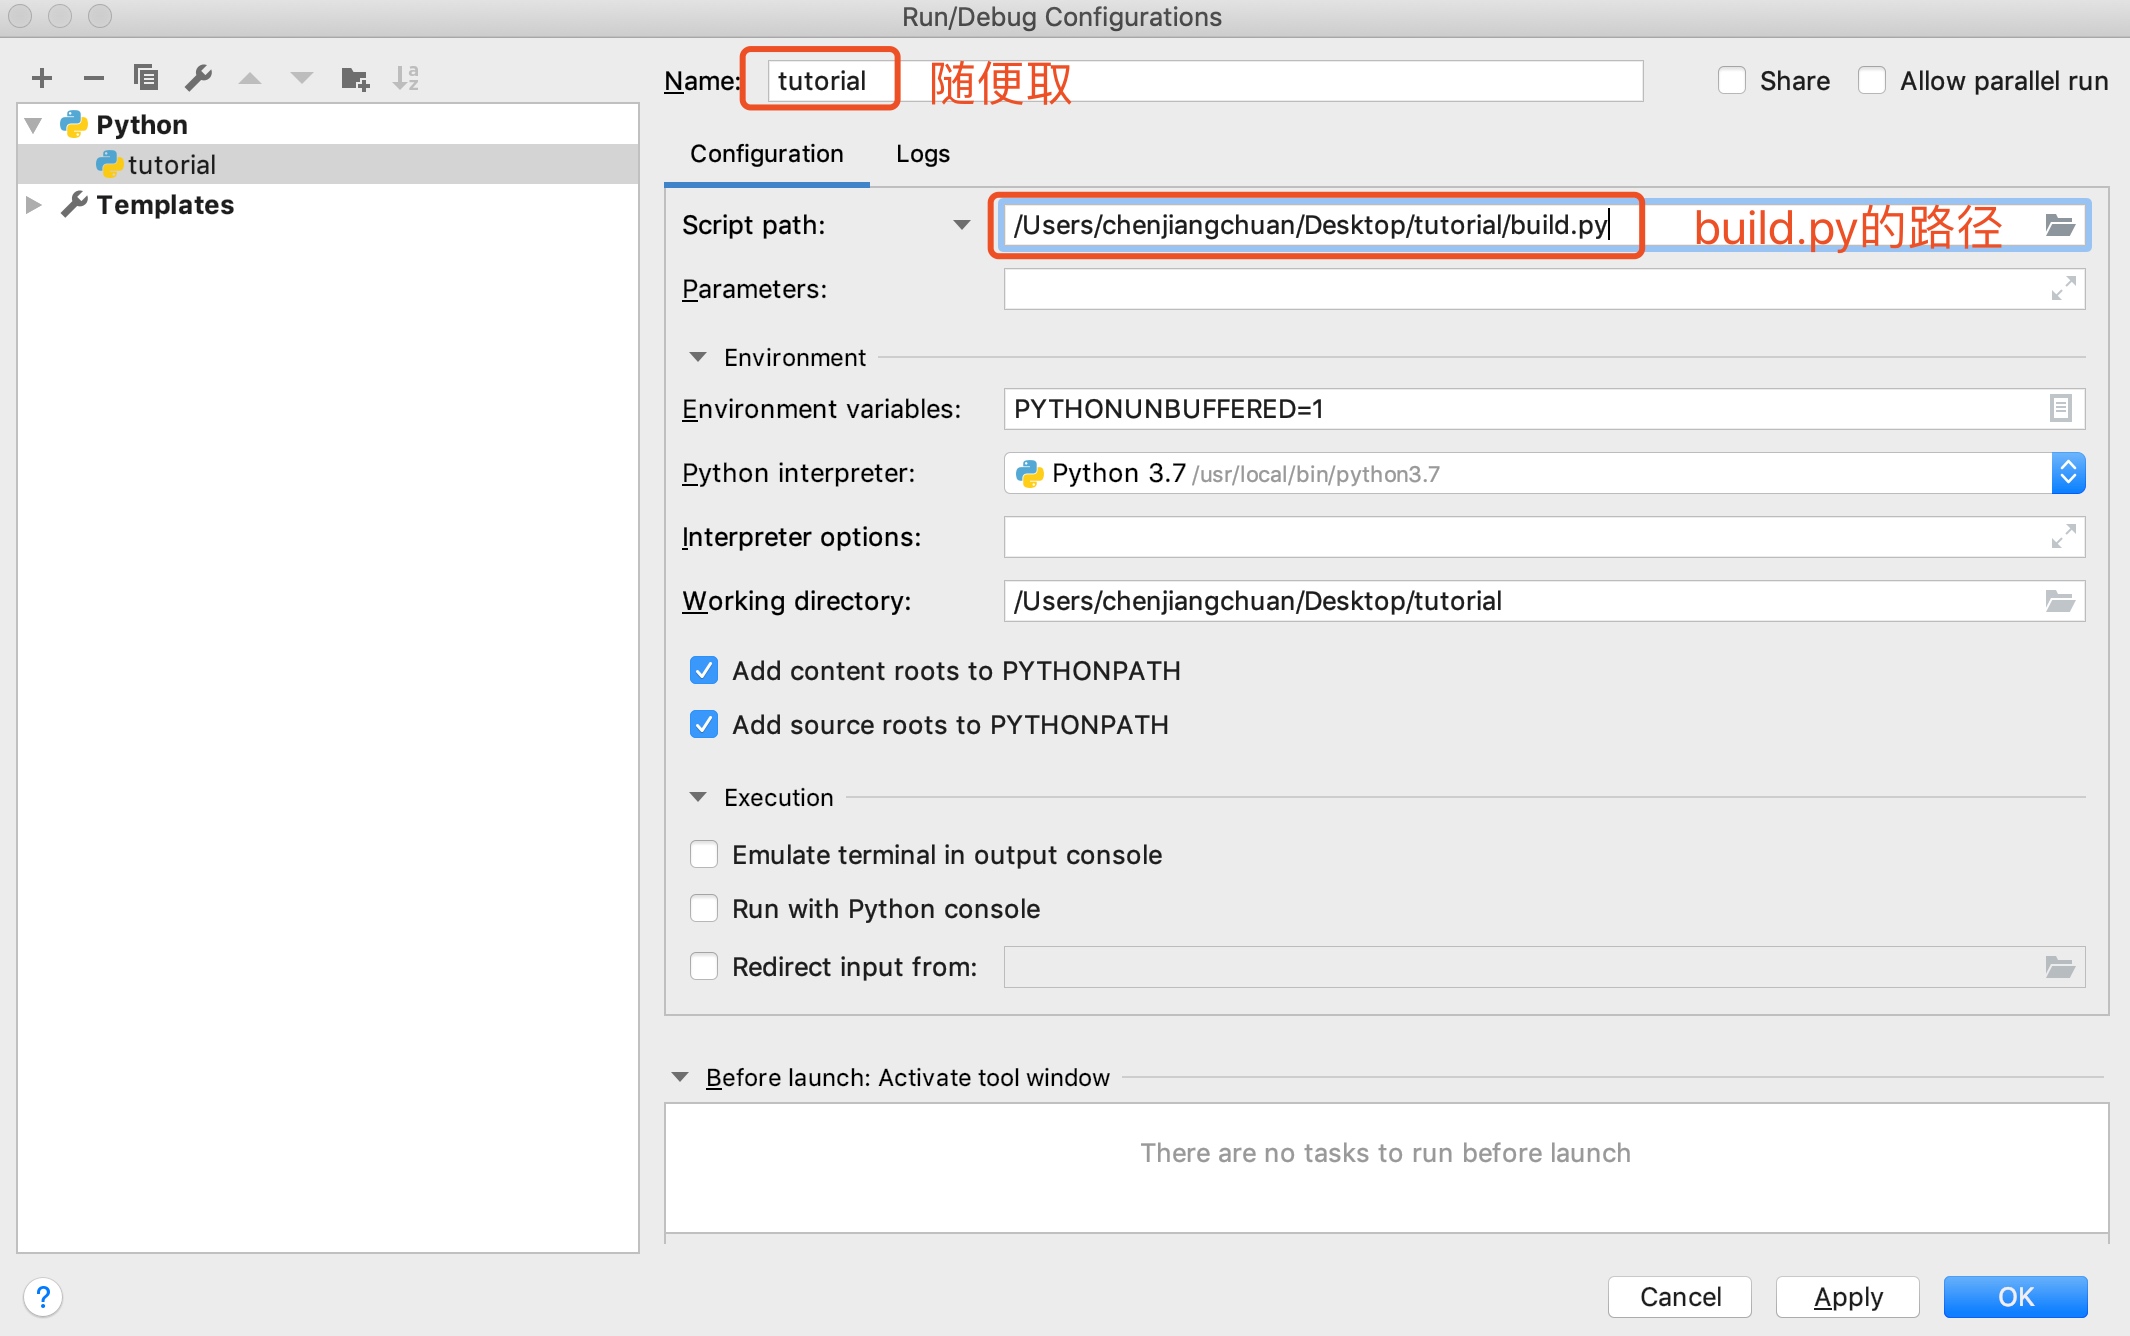 Run/Debug Configurations
Name: tutorial 随便取
Share
Allow parallel run
Python
tutorial
Templates
Configuration
Logs
Script path: /Users/chenjiangchuan/Desktop/tutorial/build.py build.py的路径
Parameters:
Environment
Environment variables: PYTHONUNBUFFERED=1
Python interpreter: Python 3.7 /usr/local/bin/python3.7
Interpreter options:
Working directory: /Users/chenjiangchuan/Desktop/tutorial
Add content roots to PYTHONPATH
Add source roots to PYTHONPATH
Execution
Emulate terminal in output console
Run with Python console
Redirect input from:
Before launch: Activate tool window
There are no tasks to run before launch
?
Cancel
Apply
OK